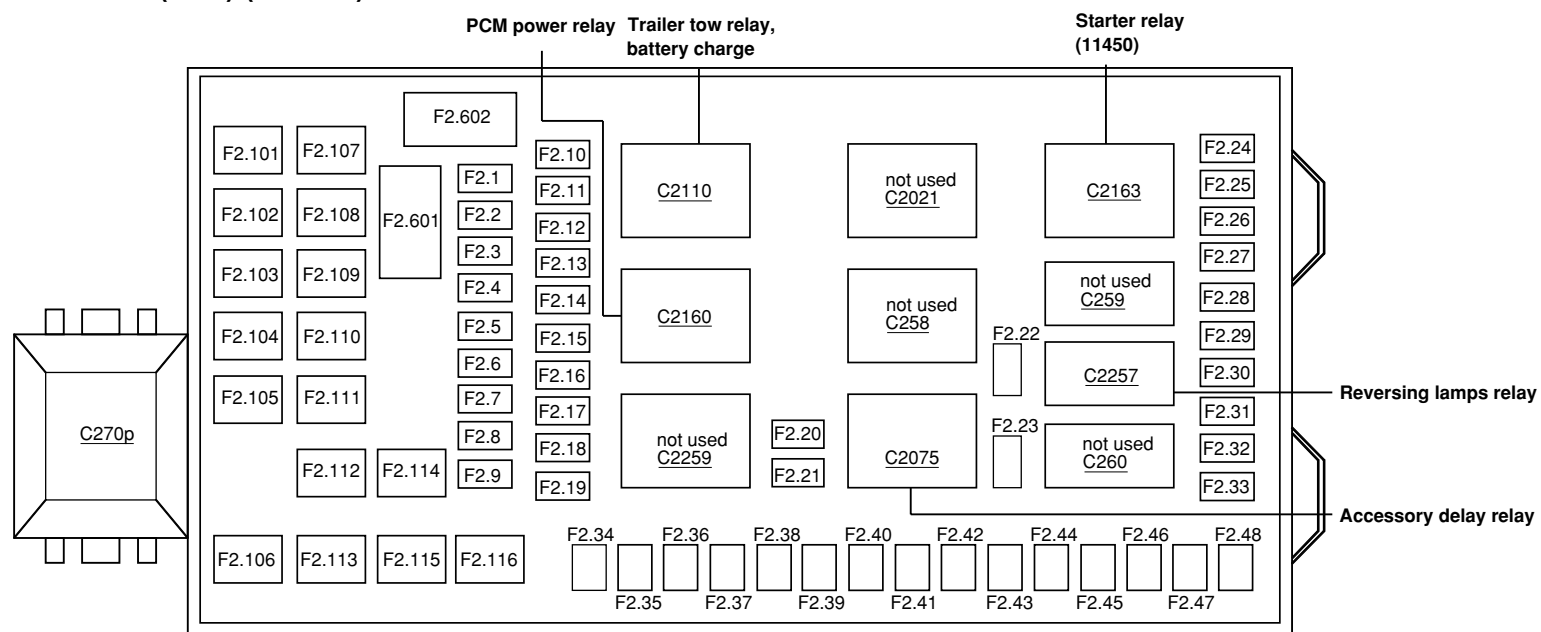 PCM power relay
Trailer tow relay,
battery charge
Starter relay
(11450)
F2.602
F2.101
F2.107
F2.10
F2.24
F2.1
F2.11
C2110
not used
C2021
C2163
F2.25
F2.102
F2.108
F2.601
F2.2
F2.12
F2.26
F2.3
F2.13
F2.27
F2.103
F2.109
F2.4
F2.14
not used
C259
F2.28
F2.104
F2.110
F2.5
F2.15
C2160
not used
C258
F2.22
F2.29
F2.6
F2.16
C2257
F2.30
Reversing lamps relay
F2.105
F2.111
F2.7
F2.17
F2.31
C270p
F2.8
F2.18
not used
C2259
F2.20
C2075
F2.23
not used
C260
F2.32
F2.112
F2.114
F2.9
F2.19
F2.21
F2.33
Accessory delay relay
F2.34
F2.36
F2.38
F2.40
F2.42
F2.44
F2.46
F2.48
F2.106
F2.113
F2.115
F2.116
F2.35
F2.37
F2.39
F2.41
F2.43
F2.45
F2.47